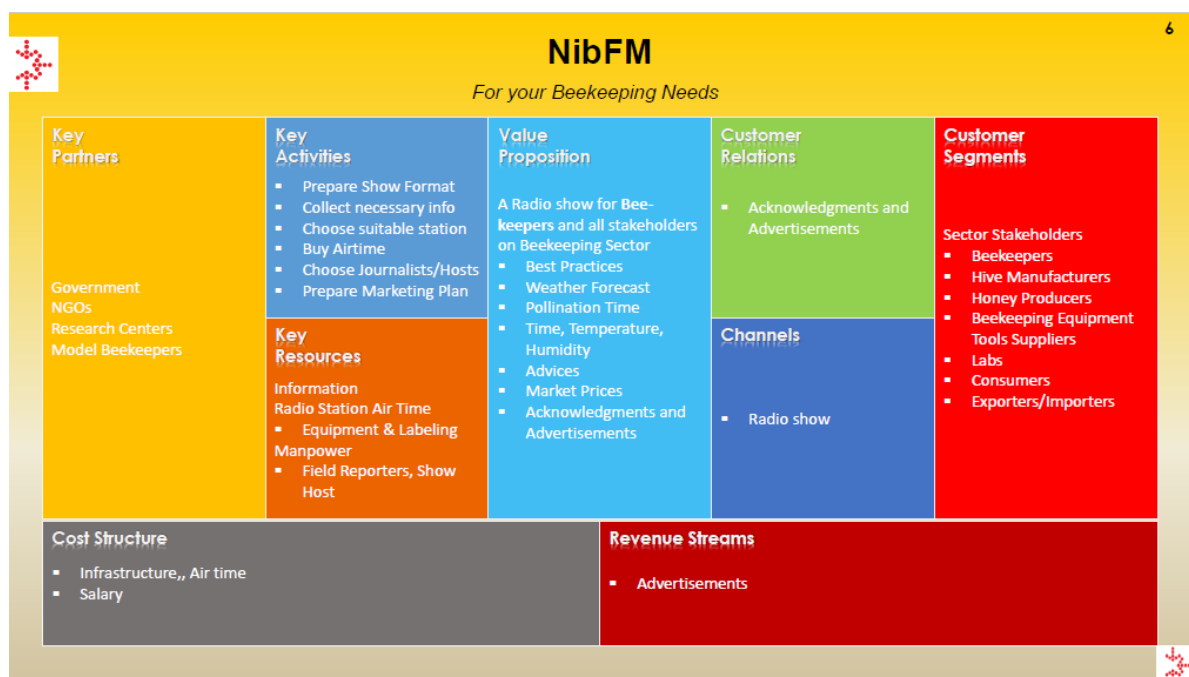 6
NibFM
For your Beekeeping Needs
Key
Partners
Government
NGOs
Research Centers
Model Beekeepers
Key
Activities
▪ Prepare Show Format
▪ Collect necessary info
▪ Choose suitable station
▪ Buy Airtime
▪ Choose Journalists/Hosts
▪ Prepare Marketing Plan
Key
Resources
Information
Radio Station Air Time
▪ Equipment & Labeling
Manpower
▪ Field Reporters, Show
Host
Value
Proposition
A Radio show for Bee-
keepers and all stakeholders
on Beekeeping Sector
▪ Best Practices
▪ Weather Forecast
▪ Pollination Time
▪ Time, Temperature,
Humidity
▪ Advices
▪ Market Prices
▪ Acknowledgments and
Advertisements
Customer
Relations
▪ Acknowledgments and
Advertisements
Channels
▪ Radio show
Customer
Segments
Sector Stakeholders
▪ Beekeepers
▪ Hive Manufacturers
▪ Honey Producers
▪ Beekeeping Equipment
Tools Suppliers
▪ Labs
▪ Consumers
▪ Exporters/Importers
Cost Structure
▪ Infrastructure,, Air time
▪ Salary
Revenue Streams
▪ Advertisements